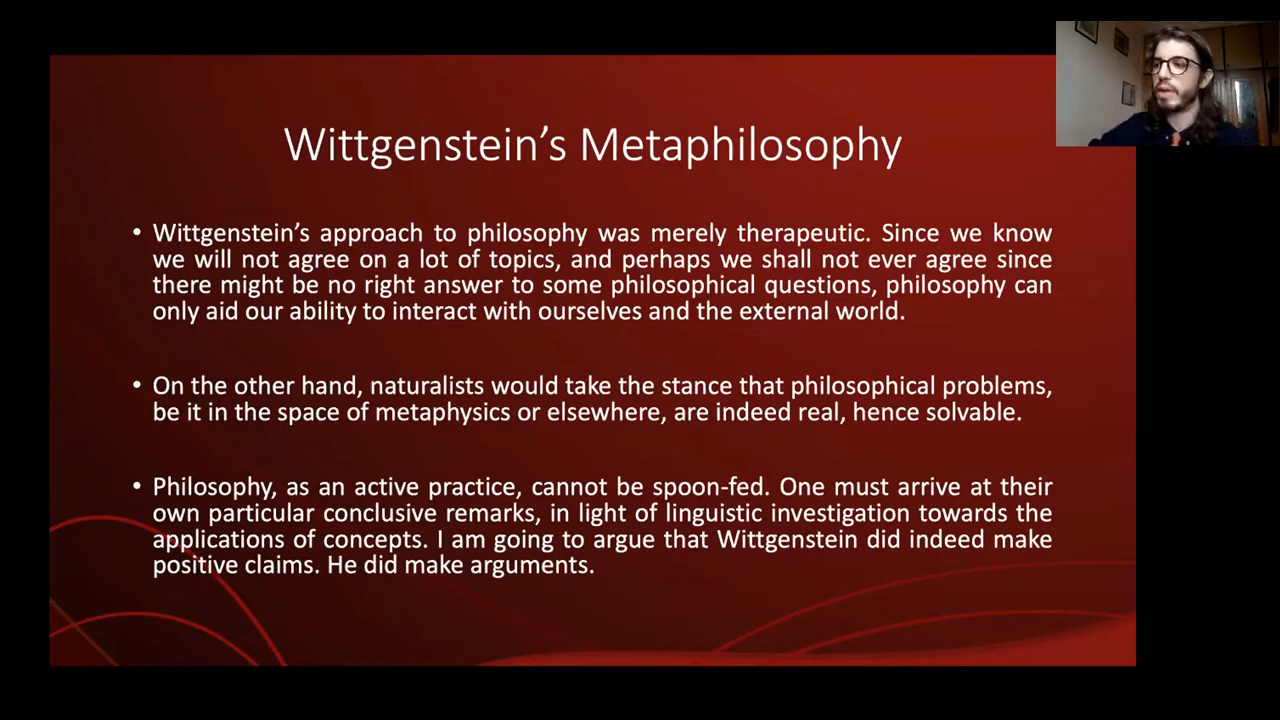 Wittgenstein’s Metaphilosophy
• Wittgenstein’s approach to philosophy was merely therapeutic. Since we know
we will not agree on a lot of topics, and perhaps we shall not ever agree since
there might be no right answer to some philosophical questions, philosophy can
only aid our ability to interact with ourselves and the external world.
• On the other hand, naturalists would take the stance that philosophical problems,
be it in the space of metaphysics or elsewhere, are indeed real, hence solvable.
• Philosophy, as an active practice, cannot be spoon-fed. One must arrive at their
own particular conclusive remarks, in light of linguistic investigation towards the
applications of concepts. I am going to argue that Wittgenstein did indeed make
positive claims. He did make arguments.